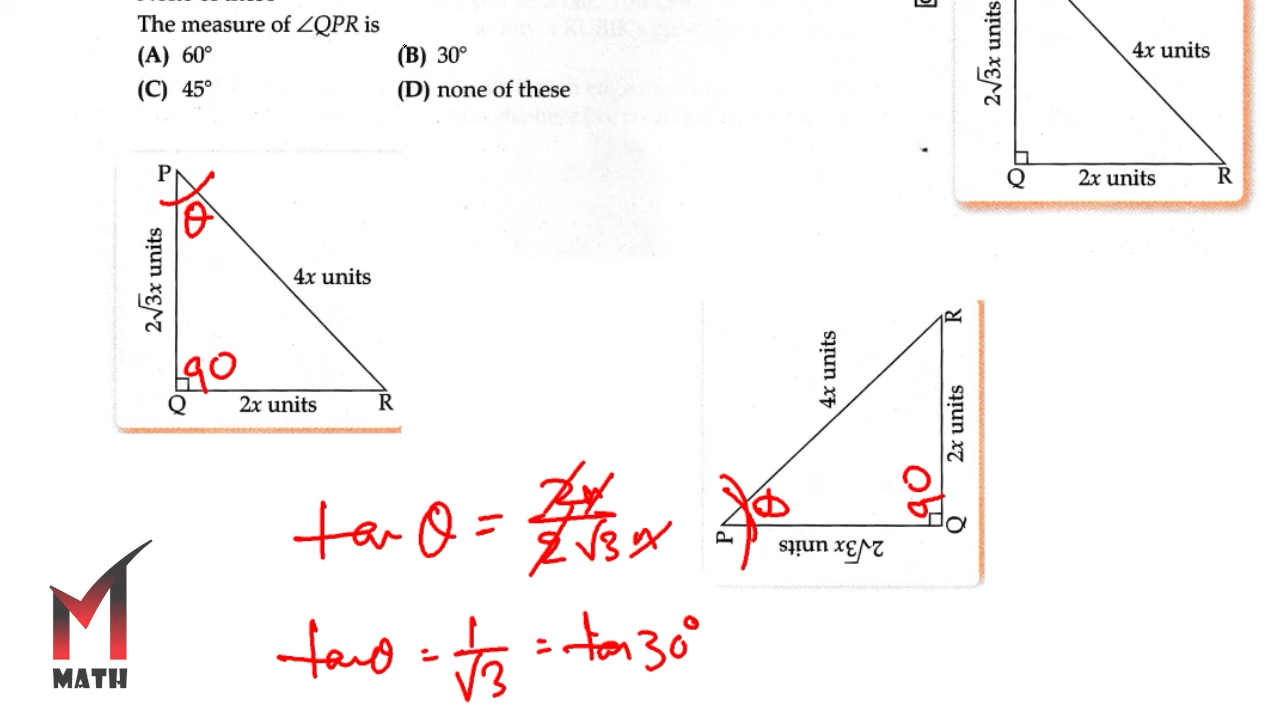 The measure of ∠QPR is
(A) 60°
(B) 30°
(C) 45°
(D) none of these
2√3x units
4x units
Q
2x units
R
P
θ
2√3x units
4x units
90
Q
2x units
R
R
4x units
2x units
90
θ
P
Q
2√3x units
tan θ = 2x / 2√3x
tanθ = 1/√3 = tan 30°
M
MATH